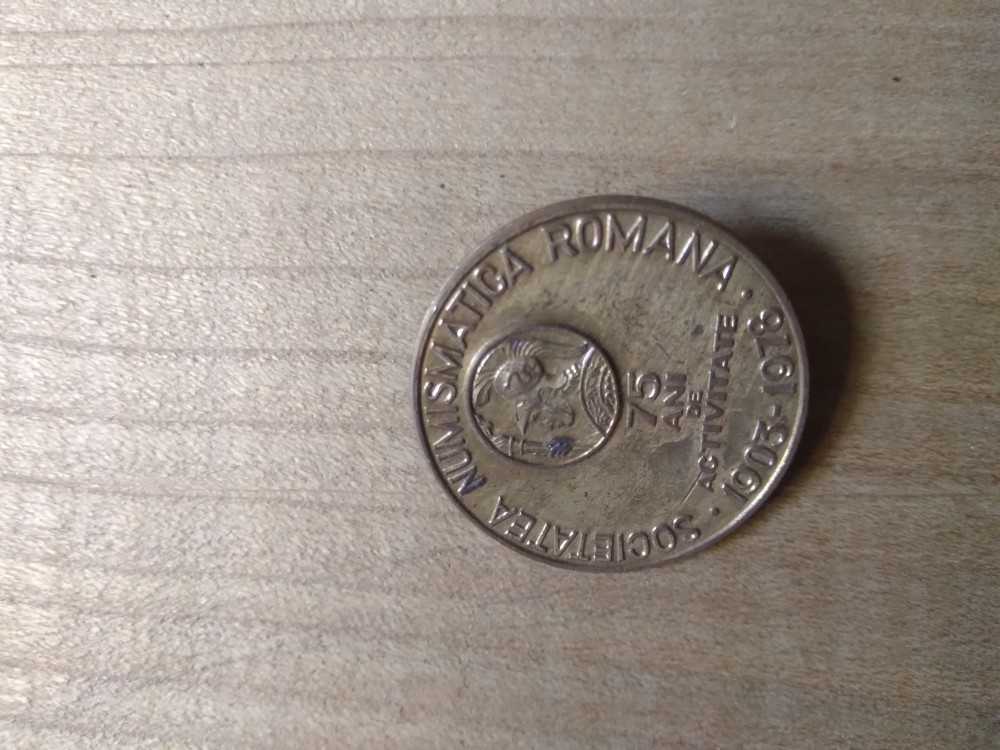 SOCIETATEA NUMISMATICA ROMANA
75
ANI
DE
ACTIVITATE
· 1903-1978 ·